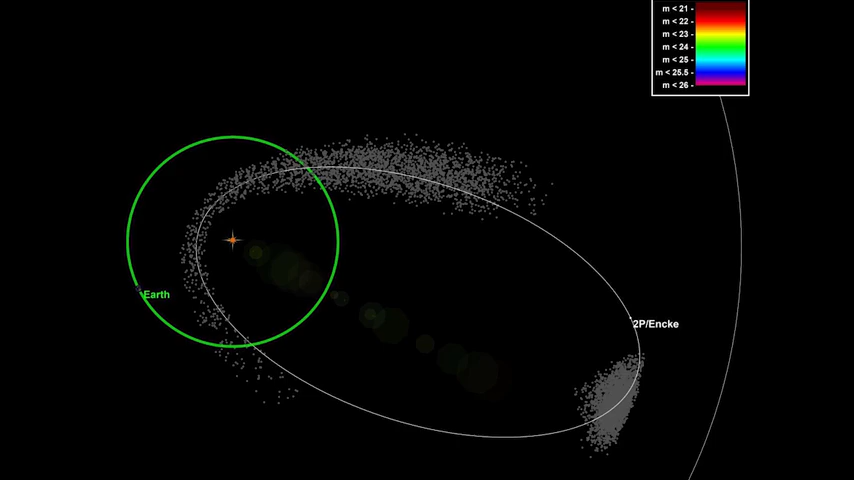 m < 21 -
m < 22 -
m < 23 -
m < 24 -
m < 25 -
m < 25.5 -
m < 26 -
Earth
2P/Encke